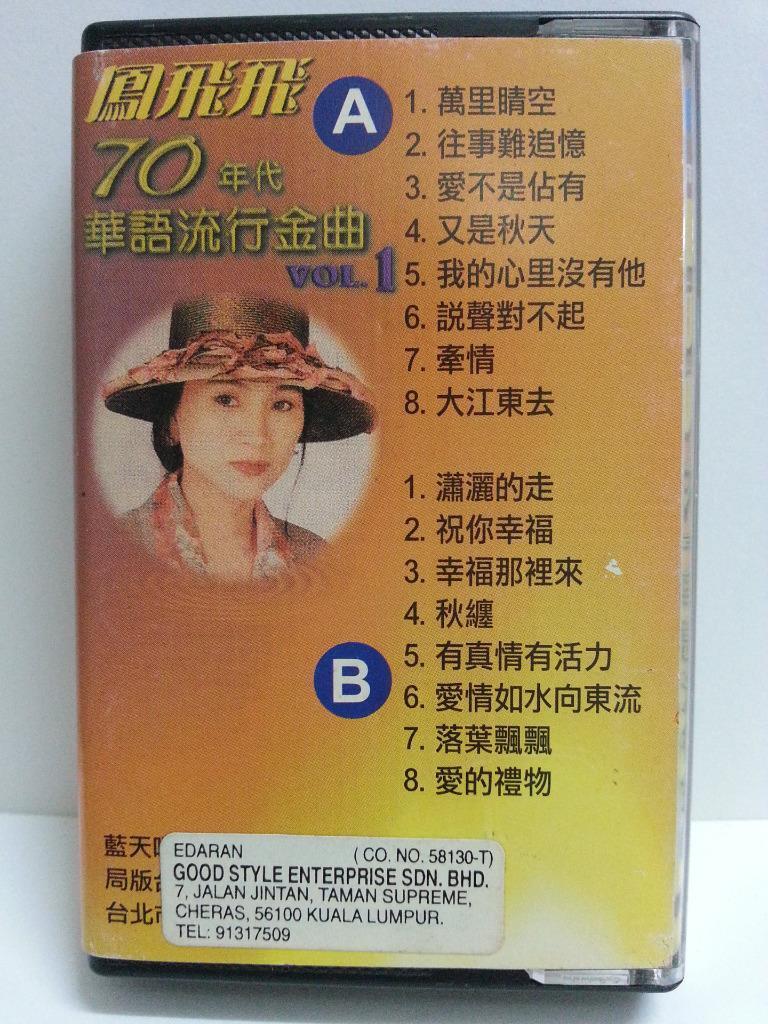 鳳飛飛
70年代
華語流行金曲
VOL.1
A
1. 萬里晴空
2. 往事難追憶
3. 愛不是佔有
4. 又是秋天
5. 我的心里沒有他
6. 説聲對不起
7. 牽情
8. 大江東去
B
1. 瀟灑的走
2. 祝你幸福
3. 幸福那裡來
4. 秋纏
5. 有真情有活力
6. 愛情如水向東流
7. 落葉飄飄
8. 愛的禮物
藍天
局版
台北
EDARAN (CO. NO. 58130-T)
GOOD STYLE ENTERPRISE SDN. BHD.
7, JALAN JINTAN, TAMAN SUPREME,
CHERAS, 56100 KUALA LUMPUR.
TEL: 91317509